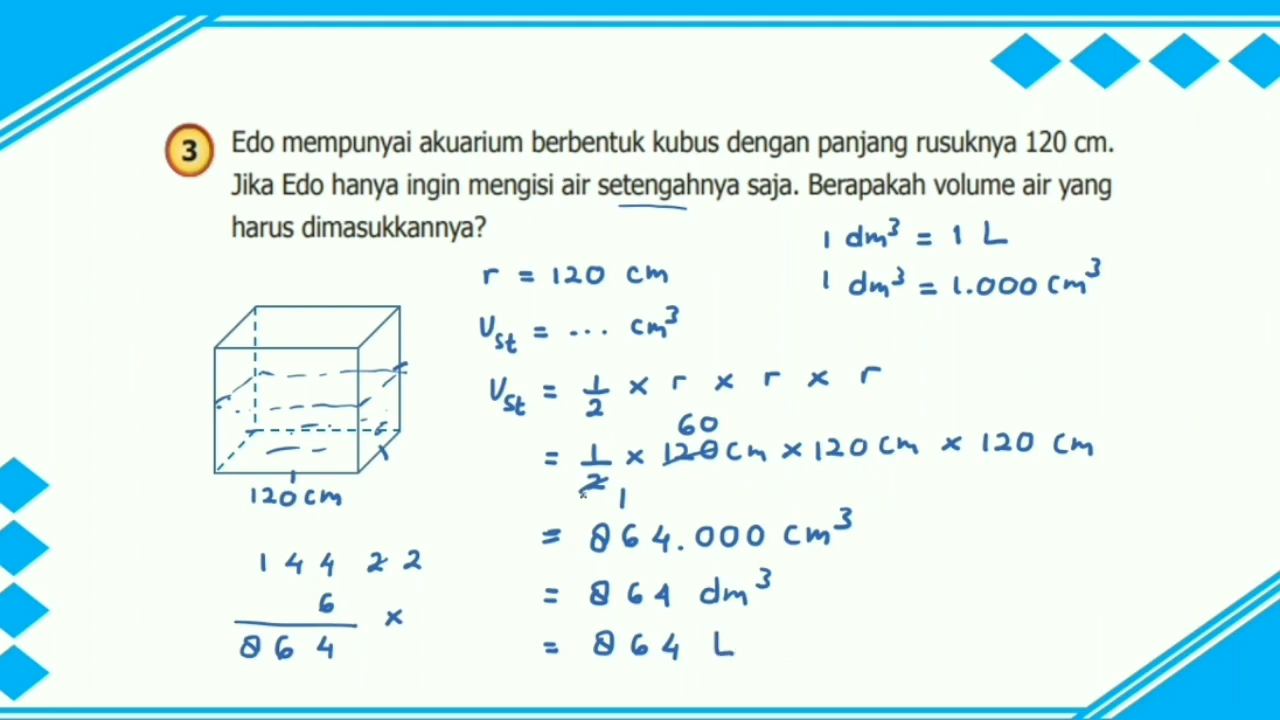 3
Edo mempunyai akuarium berbentuk kubus dengan panjang rusuknya 120 cm.
Jika Edo hanya ingin mengisi air setengahnya saja. Berapakah volume air yang
harus dimasukkannya?
1 dm³ = 1 L
1 dm³ = 1.000 cm³
r = 120 cm
Vst = ... cm³
Vst = 1/2 × r × r × r
60
= 1/2 × 120 cm × 120 cm × 120 cm
1
= 864.000 cm³
= 864 dm³
= 864 L
120 cm
144 2 2
6 ×
864